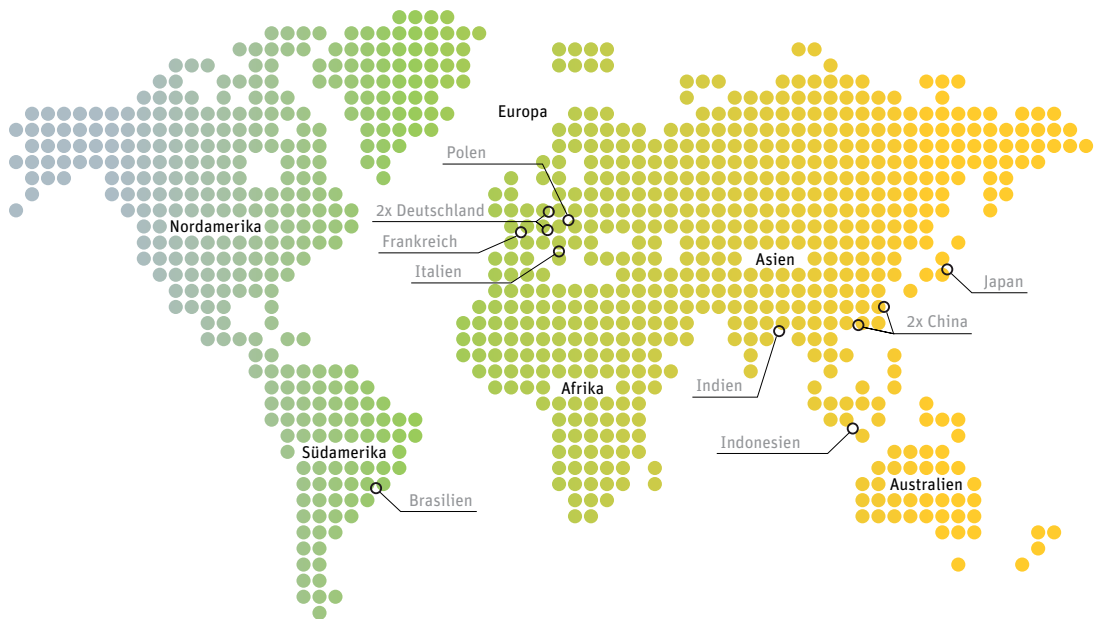 Europa
Polen
2x Deutschland
Nordamerika
Frankreich
Asien
Italien
Japan
2x China
Indien
Afrika
Indonesien
Südamerika
Australien
Brasilien